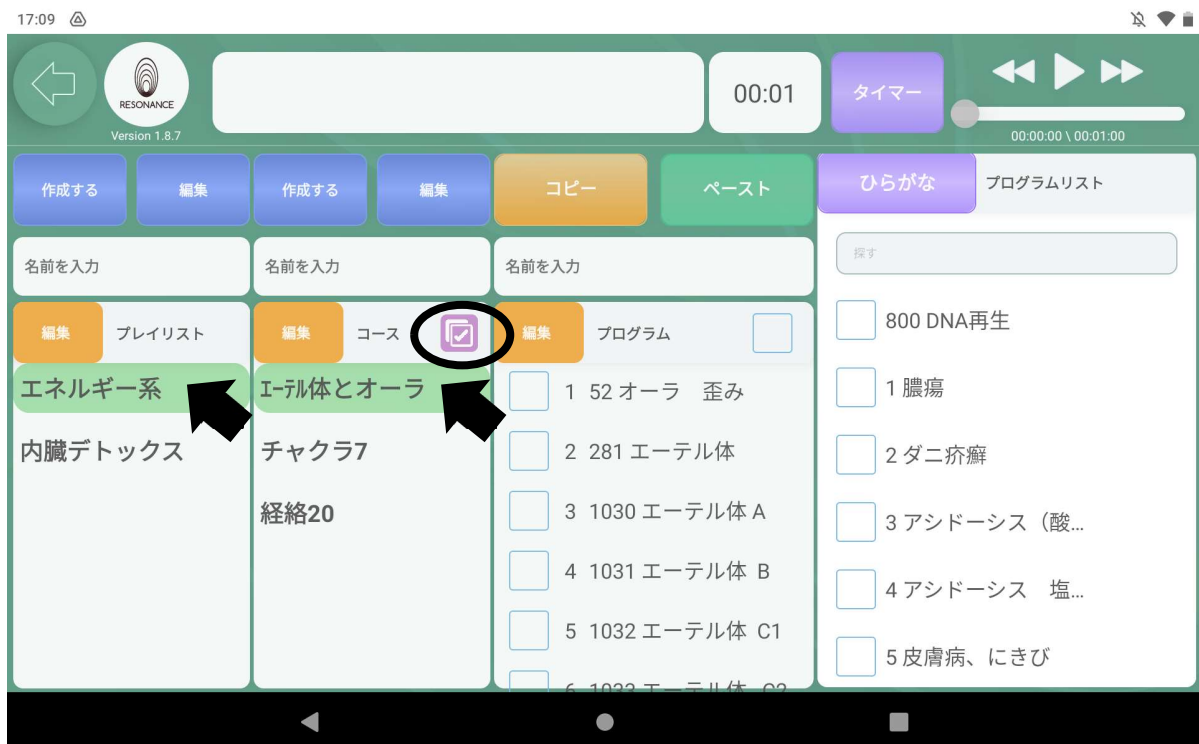 17:09
RESONANCE
Version 1.8.7
00:01
タイマー
00:00:00 \ 00:01:00
作成する 編集 作成する 編集 コピー ペースト ひらがな プログラムリスト
名前を入力 名前を入力 名前を入力 探す
編集 プレイリスト 編集 コース 編集 プログラム
エネルギー系
内臓デトックス
ｴｰﾃﾙ体とオーラ
チャクラ7
経絡20
1 52 オーラ　歪み
2 281 エーテル体
3 1030 エーテル体 A
4 1031 エーテル体 B
5 1032 エーテル体 C1
6 1033 エーテル体 C2
800 DNA再生
1 膿瘍
2 ダニ疥癬
3 アシドーシス（酸...
4 アシドーシス　塩...
5 皮膚病、にきび